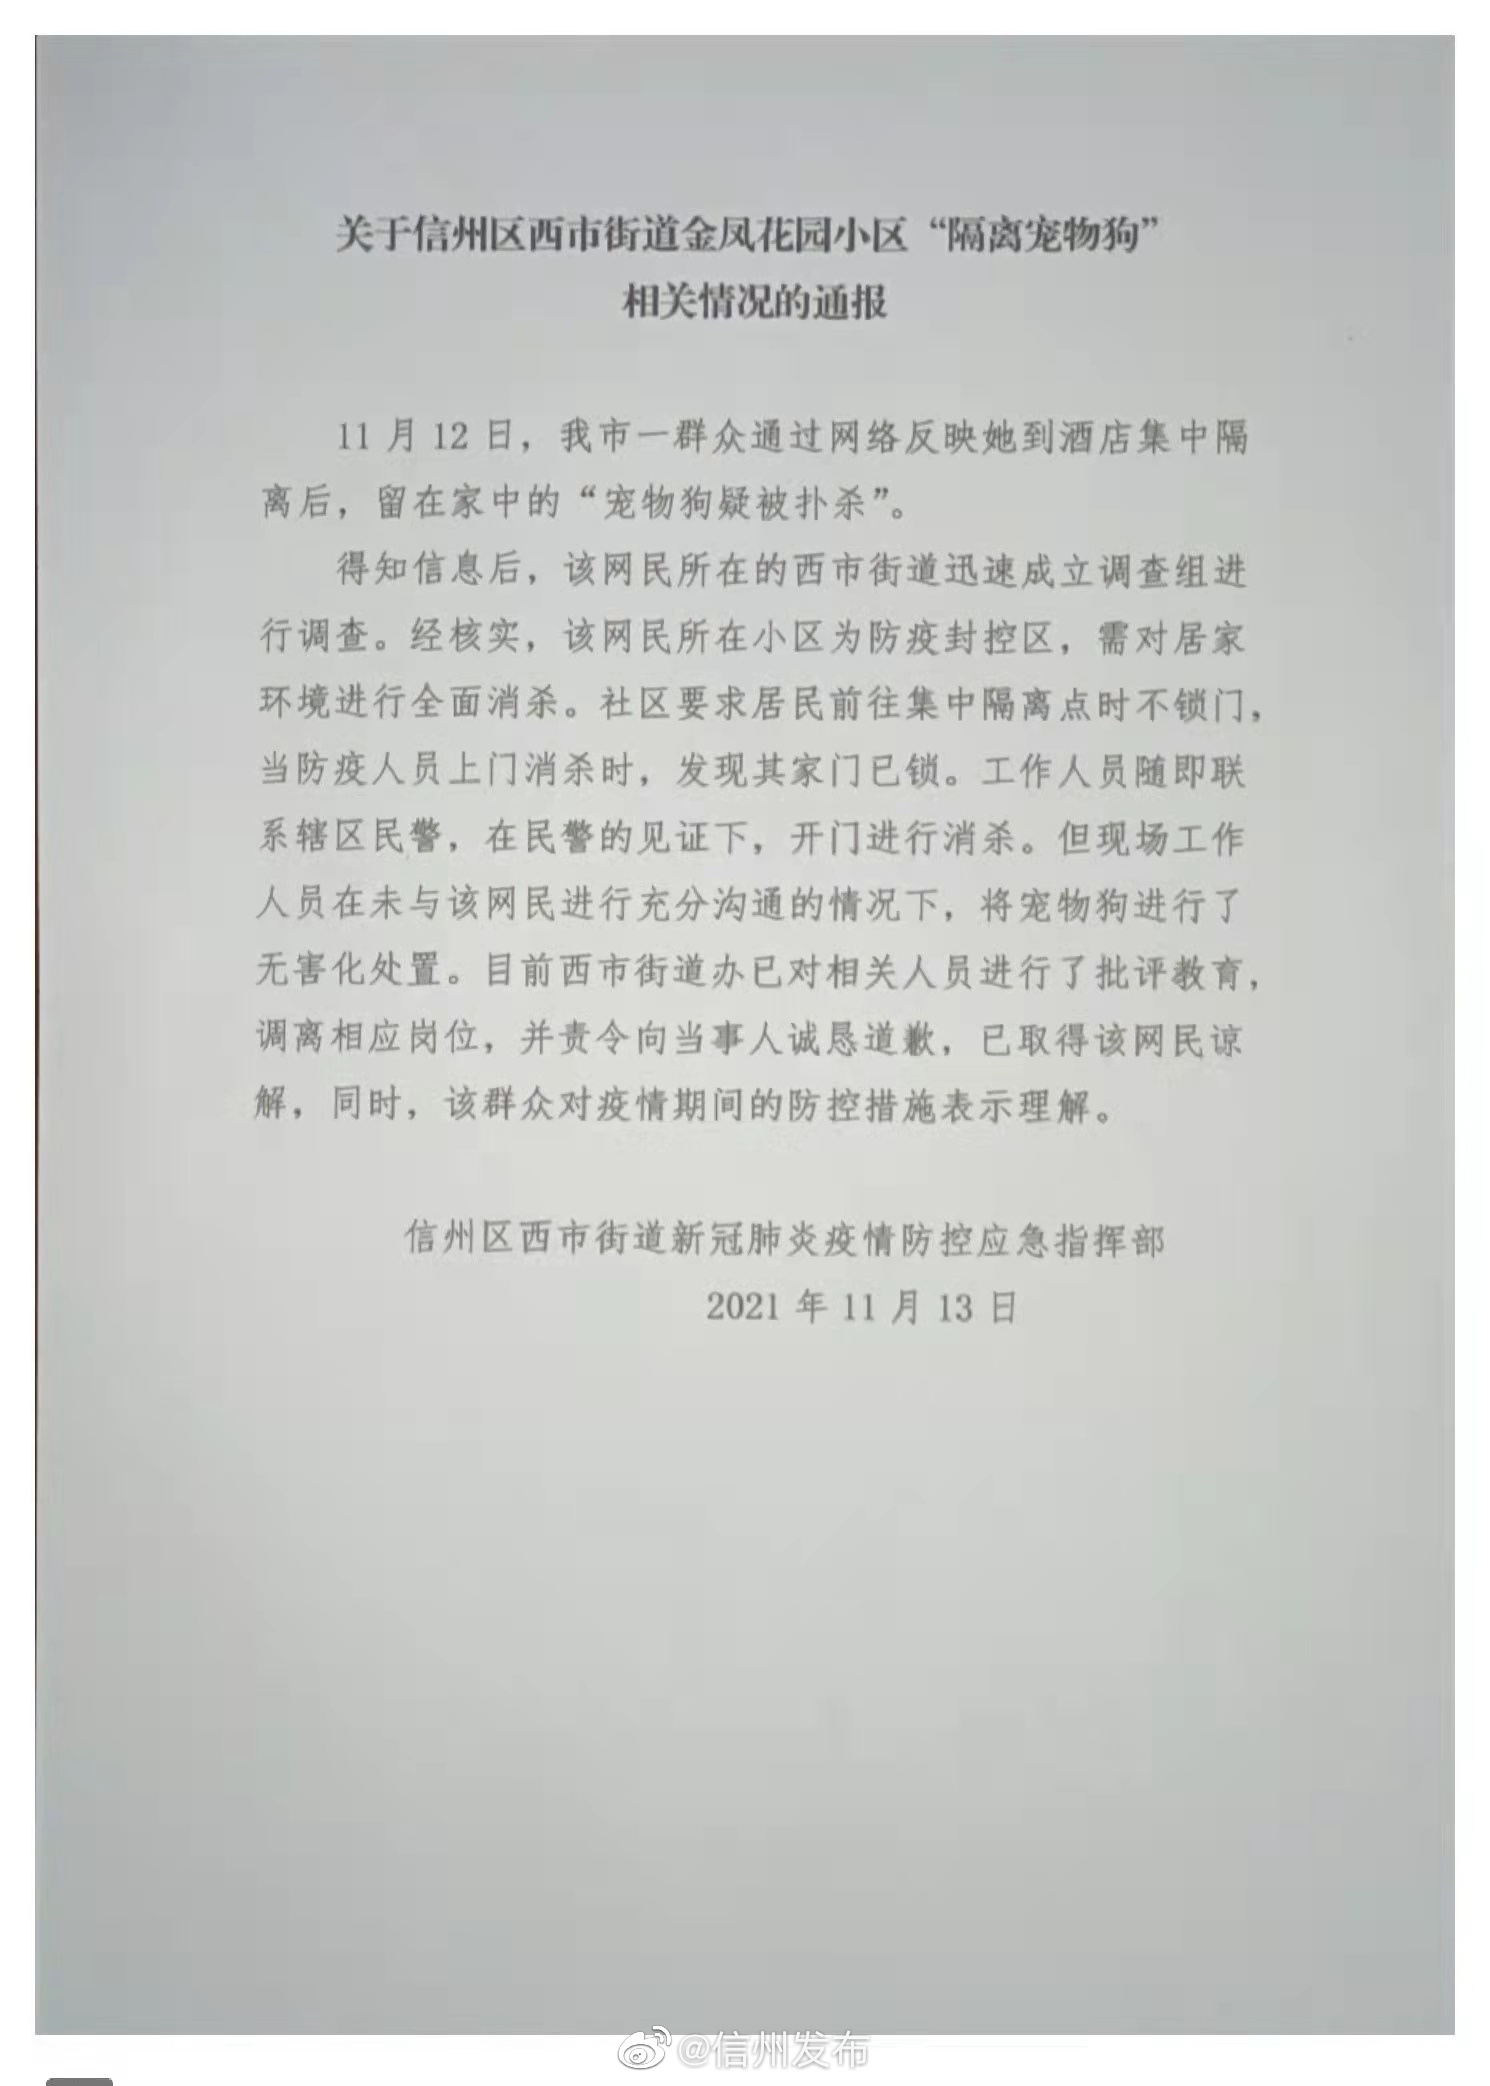 关于信州区西市街道金凤花园小区“隔离宠物狗”
相关情况的通报
11月12日，我市一群众通过网络反映她到酒店集中隔
离后，留在家中的“宠物狗疑被扑杀”。
得知信息后，该网民所在的西市街道迅速成立调查组进
行调查。经核实，该网民所在小区为防疫封控区，需对居家
环境进行全面消杀。社区要求居民前往集中隔离点时不锁门，
当防疫人员上门消杀时，发现其家门已锁。工作人员随即联
系辖区民警，在民警的见证下，开门进行消杀。但现场工作
人员在未与该网民进行充分沟通的情况下，将宠物狗进行了
无害化处置。目前西市街道办已对相关人员进行了批评教育，
调离相应岗位，并责令向当事人诚恳道歉，已取得该网民谅
解，同时，该群众对疫情期间的防控措施表示理解。
信州区西市街道新冠肺炎疫情防控应急指挥部
2021年11月13日
@信州发布